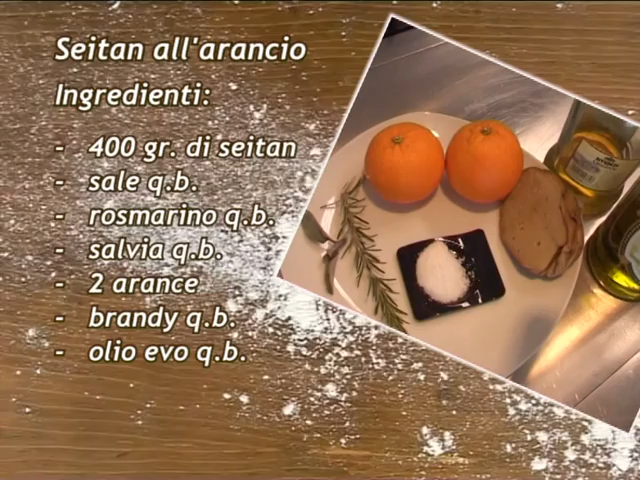 Seitan all'arancio
Ingredienti:
- 400 gr. di seitan
- sale q.b.
- rosmarino q.b.
- salvia q.b.
- 2 arance
- brandy q.b.
- olio evo q.b.